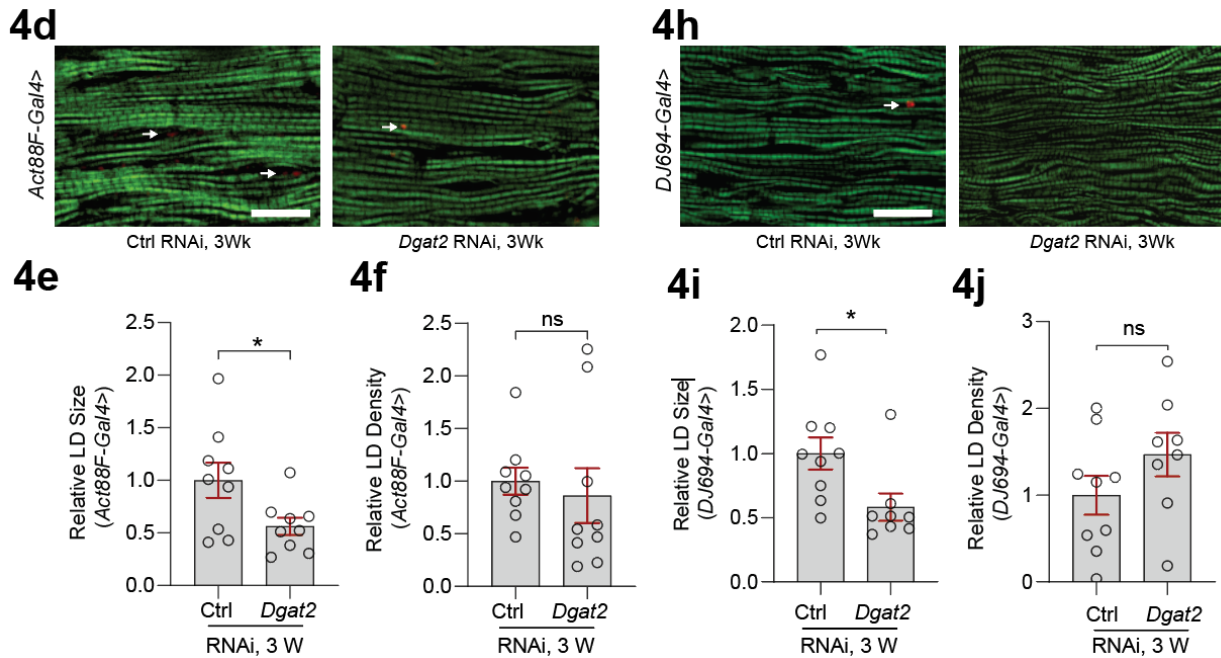 4d
Act88F-Gal4>
Ctrl RNAi, 3Wk
Dgat2 RNAi, 3Wk
4h
DJ694-Gal4>
Ctrl RNAi, 3Wk
Dgat2 RNAi, 3Wk
4e
Relative LD Size
(Act88F-Gal4>)
2.5
2.0
1.5
1.0
0.5
0.0
*
Ctrl
Dgat2
RNAi, 3 W
4f
Relative LD Density
(Act88F-Gal4>)
2.5
2.0
1.5
1.0
0.5
0.0
ns
Ctrl
Dgat2
RNAi, 3 W
4i
Relative LD Size
(DJ694-Gal4>)
2.0
1.5
1.0
0.5
0.0
*
Ctrl
Dgat2
RNAi, 3 W
4j
Relative LD Density
(DJ694-Gal4>)
3
2
1
0
ns
Ctrl
Dgat2
RNAi, 3 W